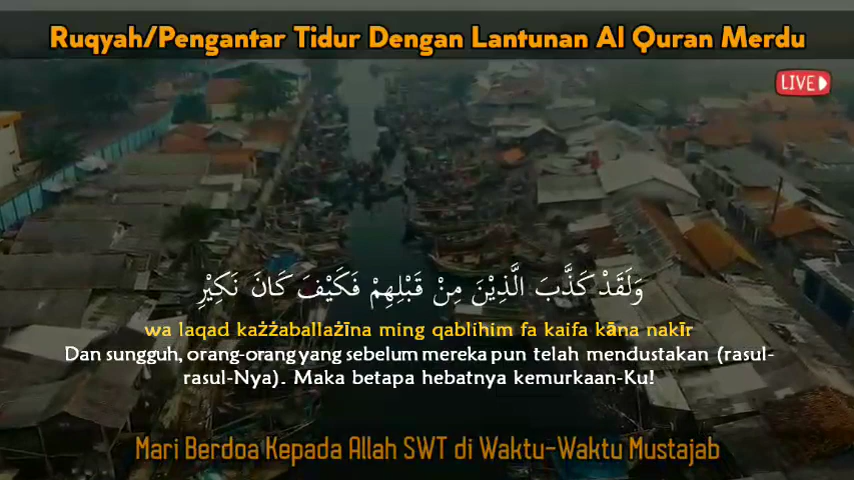 Ruqyah/Pengantar Tidur Dengan Lantunan Al Quran Merdu
LIVE
وَلَقَدْ كَذَّبَ الَّذِيْنَ مِنْ قَبْلِهِمْ فَكَيْفَ كَانَ نَكِيْرِ
wa laqad każżaballażīna ming qablihim fa kaifa kāna nakīr
Dan sungguh, orang-orang yang sebelum mereka pun telah mendustakan (rasul-
rasul-Nya). Maka betapa hebatnya kemurkaan-Ku!
Mari Berdoa Kepada Allah SWT di Waktu-Waktu Mustajab